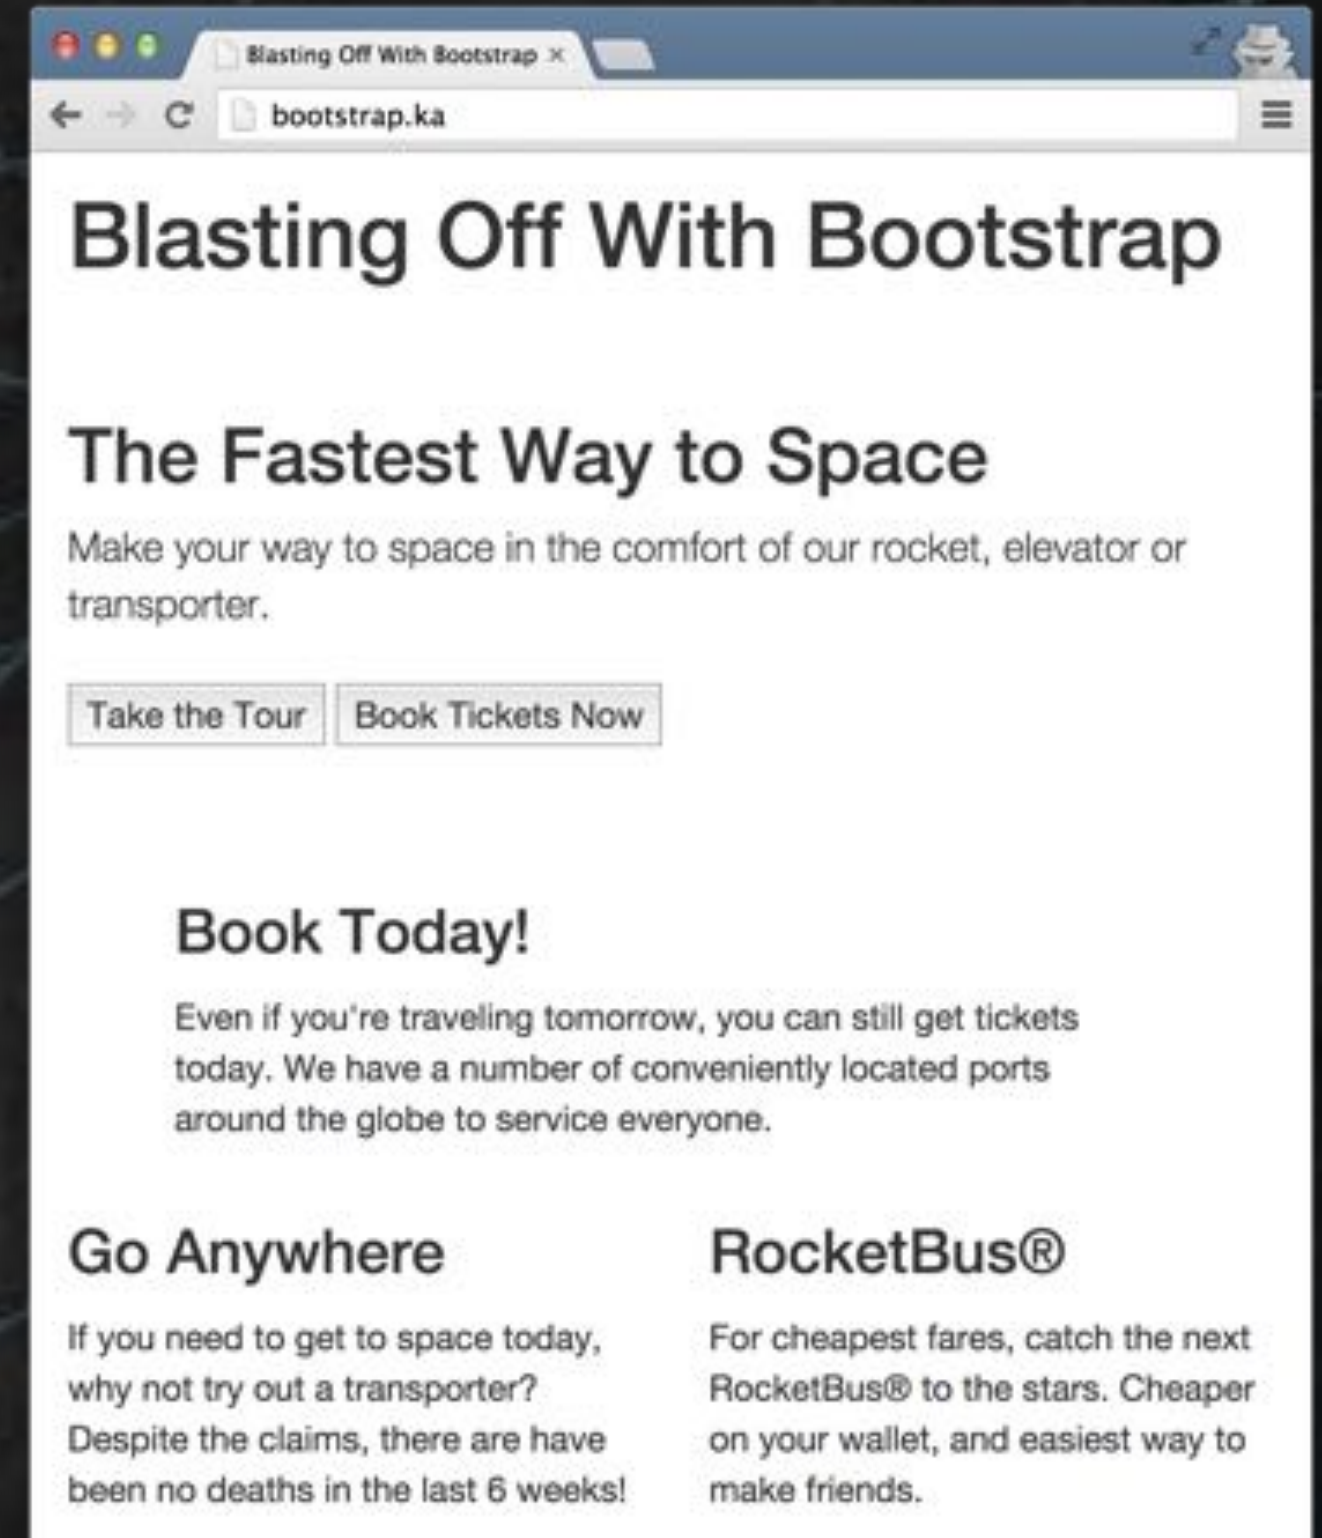 Blasting Off With Bootstrap ×
bootstrap.ka
Blasting Off With Bootstrap
The Fastest Way to Space
Make your way to space in the comfort of our rocket, elevator or
transporter.
Take the Tour
Book Tickets Now
Book Today!
Even if you're traveling tomorrow, you can still get tickets
today. We have a number of conveniently located ports
around the globe to service everyone.
Go Anywhere
If you need to get to space today,
why not try out a transporter?
Despite the claims, there are have
been no deaths in the last 6 weeks!
RocketBus®
For cheapest fares, catch the next
RocketBus® to the stars. Cheaper
on your wallet, and easiest way to
make friends.